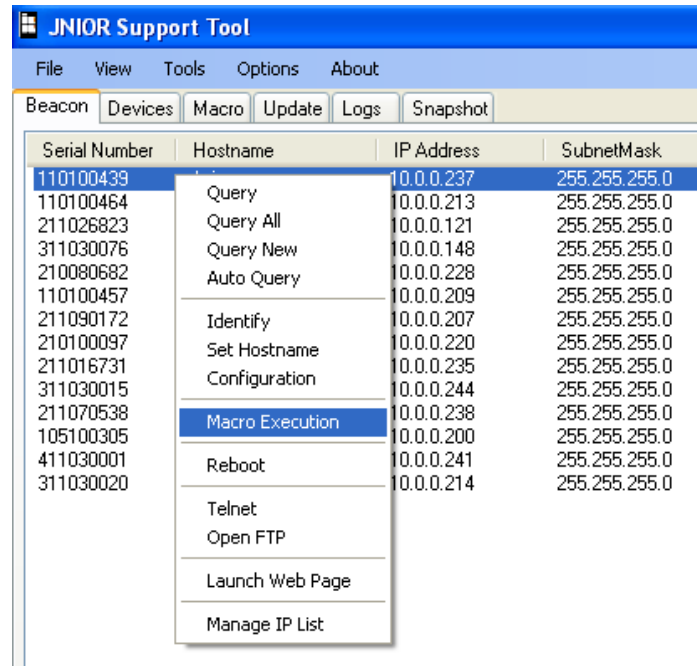 JNIOR Support Tool
File View Tools Options About
Beacon Devices Macro Update Logs Snapshot
Serial Number Hostname IP Address SubnetMask
110100439 10.0.0.237 255.255.255.0
110100464 10.0.0.213 255.255.255.0
211026823 10.0.0.121 255.255.255.0
311030076 10.0.0.148 255.255.255.0
210080682 10.0.0.228 255.255.255.0
110100457 10.0.0.209 255.255.255.0
211090172 10.0.0.207 255.255.255.0
210100097 10.0.0.220 255.255.255.0
211016731 10.0.0.235 255.255.255.0
311030015 10.0.0.244 255.255.255.0
211070538 10.0.0.238 255.255.255.0
105100305 10.0.0.200 255.255.255.0
411030001 10.0.0.241 255.255.255.0
311030020 10.0.0.214 255.255.255.0
Query
Query All
Query New
Auto Query
Identify
Set Hostname
Configuration
Macro Execution
Reboot
Telnet
Open FTP
Launch Web Page
Manage IP List